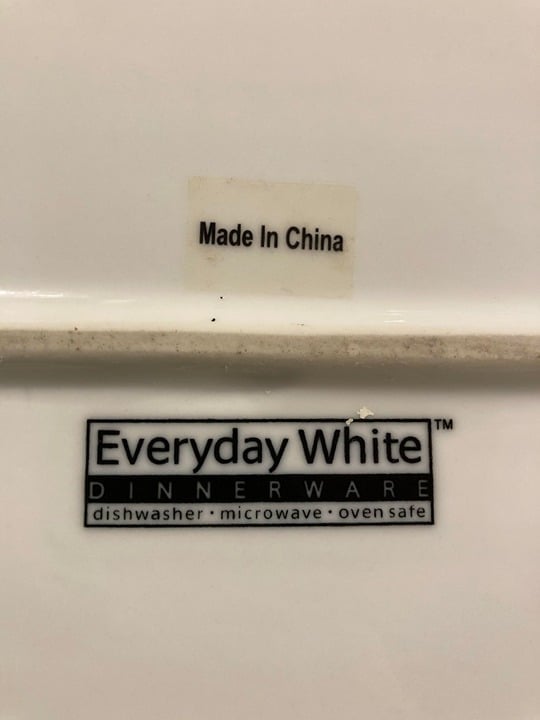 Made In China
Everyday White™
DINNERWARE
dishwasher · microwave · oven safe